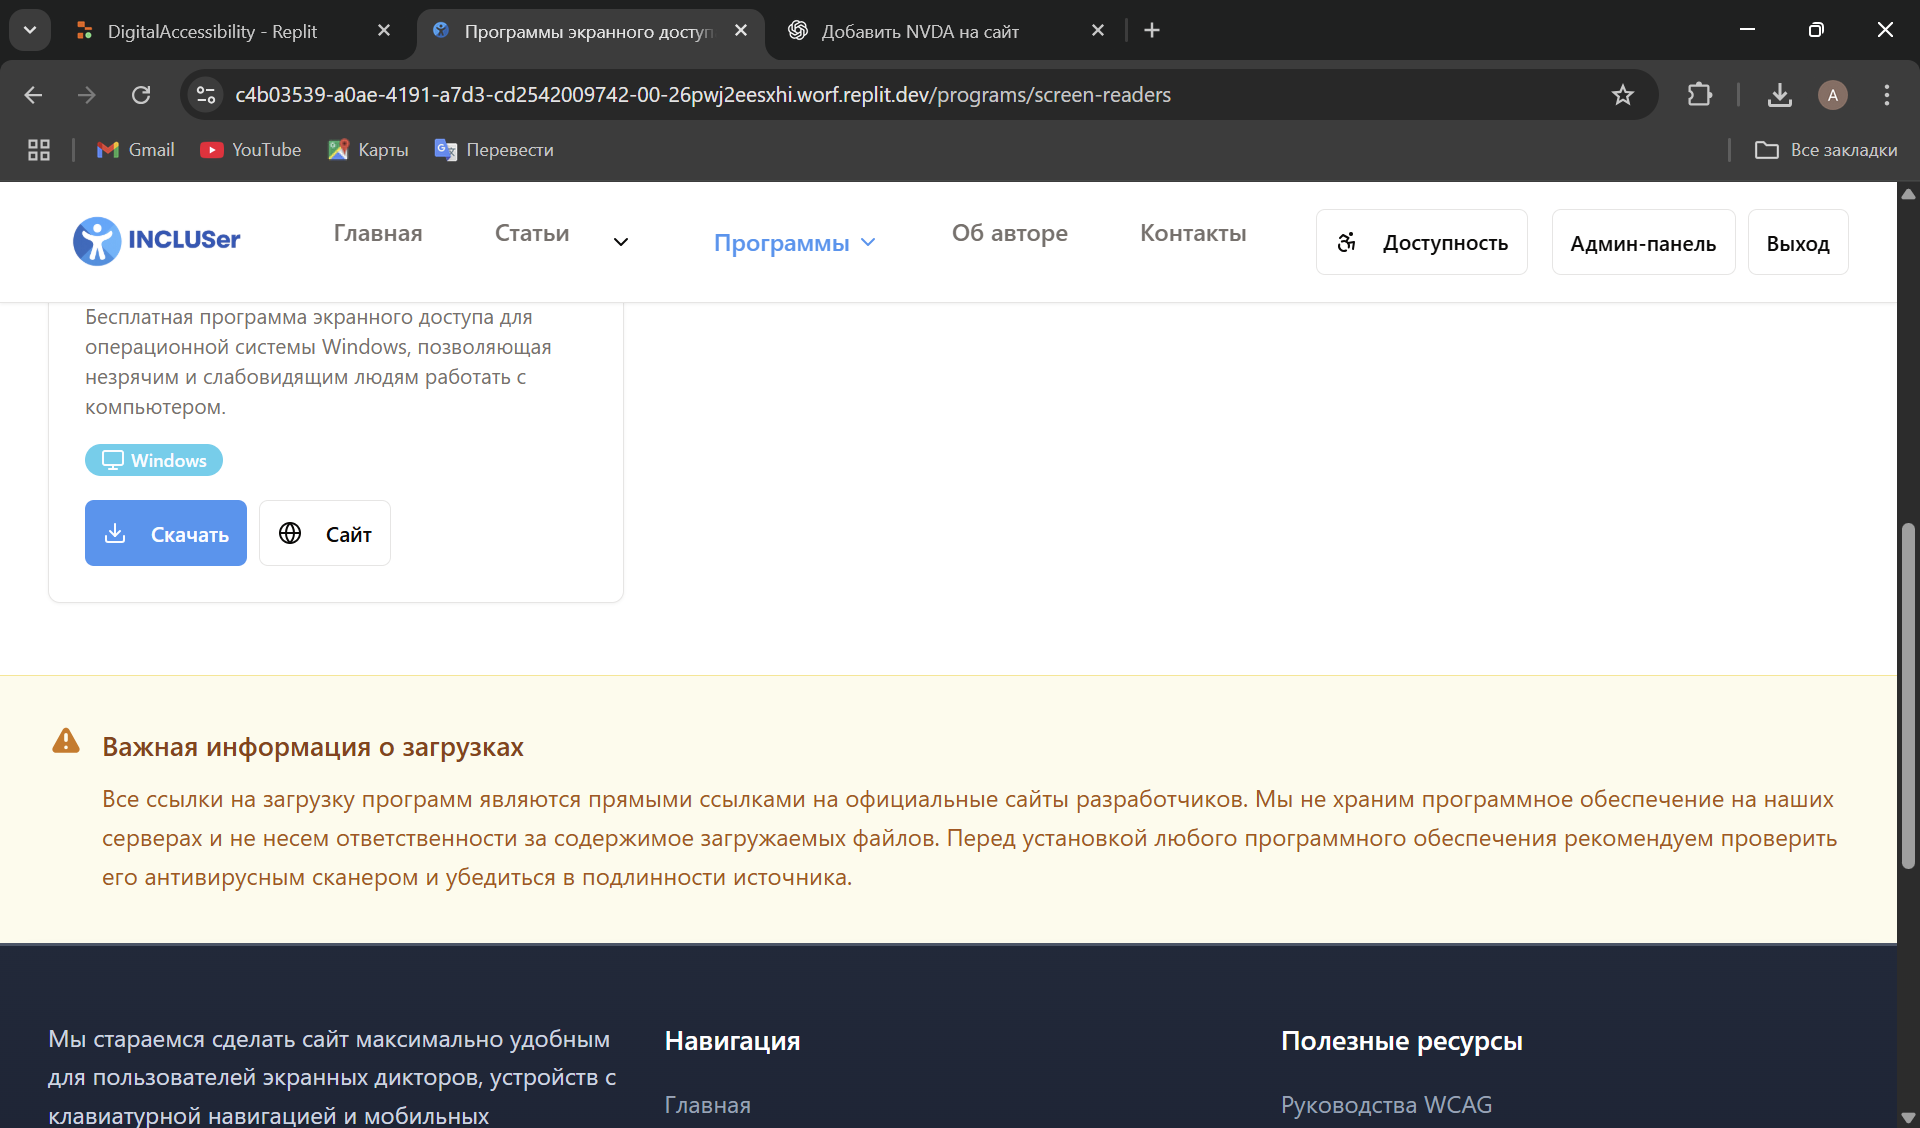 DigitalAccessibility - Replit
Программы экранного доступ
Добавить NVDA на сайт
c4b03539-a0ae-4191-a7d3-cd2542009742-00-26pwj2eesxhi.worf.replit.dev/programs/screen-readers
A
Gmail
YouTube
Карты
Перевести
Все закладки
INCLUSer
Главная
Статьи
Программы
Об авторе
Контакты
Доступность
Админ-панель
Выход
Бесплатная программа экранного доступа для
операционной системы Windows, позволяющая
незрячим и слабовидящим людям работать с
компьютером.
Windows
Скачать
Сайт
Важная информация о загрузках
Все ссылки на загрузку программ являются прямыми ссылками на официальные сайты разработчиков. Мы не храним программное обеспечение на наших
серверах и не несем ответственности за содержимое загружаемых файлов. Перед установкой любого программного обеспечения рекомендуем проверить
его антивирусным сканером и убедиться в подлинности источника.
Мы стараемся сделать сайт максимально удобным
для пользователей экранных дикторов, устройств с
клавиатурной навигацией и мобильных
Навигация
Главная
Полезные ресурсы
Руководства WCAG